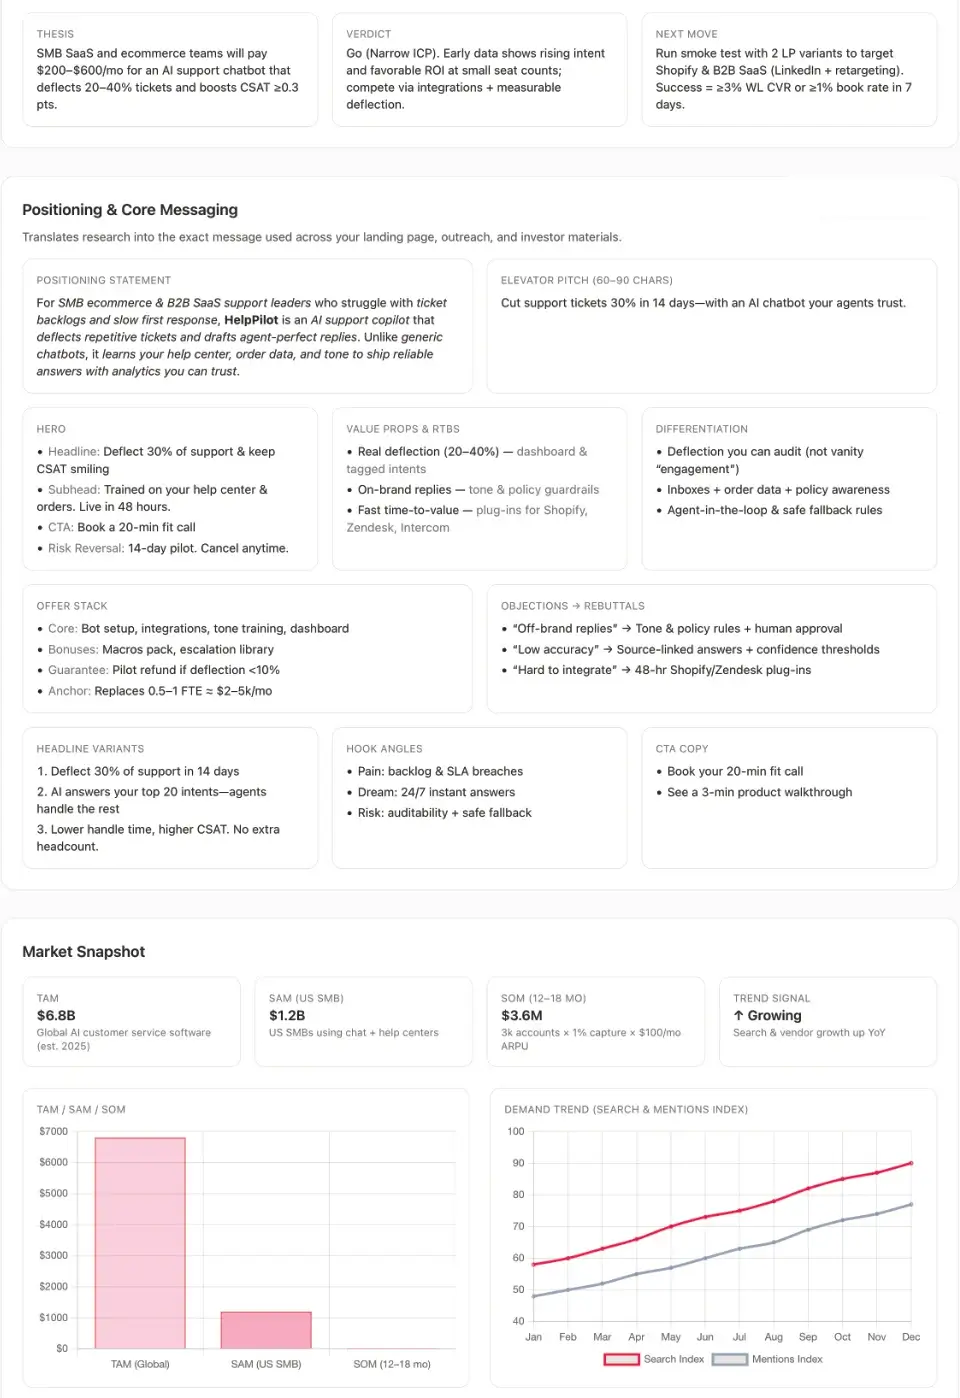 THESIS
SMB SaaS and ecommerce teams will pay
$200–$600/mo for an AI support chatbot that
deflects 20–40% tickets and boosts CSAT ≥0.3
pts.
VERDICT
Go (Narrow ICP). Early data shows rising intent
and favorable ROI at small seat counts;
compete via integrations + measurable
deflection.
NEXT MOVE
Run smoke test with 2 LP variants to target
Shopify & B2B SaaS (LinkedIn + retargeting).
Success = ≥3% WL CVR or ≥1% book rate in 7
days.
Positioning & Core Messaging
Translates research into the exact message used across your landing page, outreach, and investor materials.
POSITIONING STATEMENT
For SMB ecommerce & B2B SaaS support leaders who struggle with ticket
backlogs and slow first response, HelpPilot is an AI support copilot that
deflects repetitive tickets and drafts agent-perfect replies. Unlike generic
chatbots, it learns your help center, order data, and tone to ship reliable
answers with analytics you can trust.
ELEVATOR PITCH (60–90 CHARS)
Cut support tickets 30% in 14 days—with an AI chatbot your agents trust.
HERO
• Headline: Deflect 30% of support & keep
CSAT smiling
• Subhead: Trained on your help center &
orders. Live in 48 hours.
• CTA: Book a 20-min fit call
• Risk Reversal: 14-day pilot. Cancel anytime.
VALUE PROPS & RTBS
• Real deflection (20–40%) — dashboard &
tagged intents
• On-brand replies — tone & policy guardrails
• Fast time-to-value — plug-ins for Shopify,
Zendesk, Intercom
DIFFERENTIATION
• Deflection you can audit (not vanity
“engagement”)
• Inboxes + order data + policy awareness
• Agent-in-the-loop & safe fallback rules
OFFER STACK
• Core: Bot setup, integrations, tone training, dashboard
• Bonuses: Macros pack, escalation library
• Guarantee: Pilot refund if deflection <10%
• Anchor: Replaces 0.5–1 FTE ≈ $2–5k/mo
OBJECTIONS → REBUTTALS
• “Off-brand replies” → Tone & policy rules + human approval
• “Low accuracy” → Source-linked answers + confidence thresholds
• “Hard to integrate” → 48-hr Shopify/Zendesk plug-ins
HEADLINE VARIANTS
1. Deflect 30% of support in 14 days
2. AI answers your top 20 intents—agents
handle the rest
3. Lower handle time, higher CSAT. No extra
headcount.
HOOK ANGLES
• Pain: backlog & SLA breaches
• Dream: 24/7 instant answers
• Risk: auditability + safe fallback
CTA COPY
• Book your 20-min fit call
• See a 3-min product walkthrough
Market Snapshot
TAM
$6.8B
Global AI customer service software
(est. 2025)
SAM (US SMB)
$1.2B
US SMBs using chat + help centers
SOM (12–18 MO)
$3.6M
3k accounts × 1% capture × $100/mo
ARPU
TREND SIGNAL
↑ Growing
Search & vendor growth up YoY
TAM / SAM / SOM
$7000
$6000
$5000
$4000
$3000
$2000
$1000
$0
TAM (Global) SAM (US SMB) SOM (12–18 mo)
DEMAND TREND (SEARCH & MENTIONS INDEX)
100
90
80
70
60
50
40
Jan Feb Mar Apr May Jun Jul Aug Sep Oct Nov Dec
Search Index Mentions Index